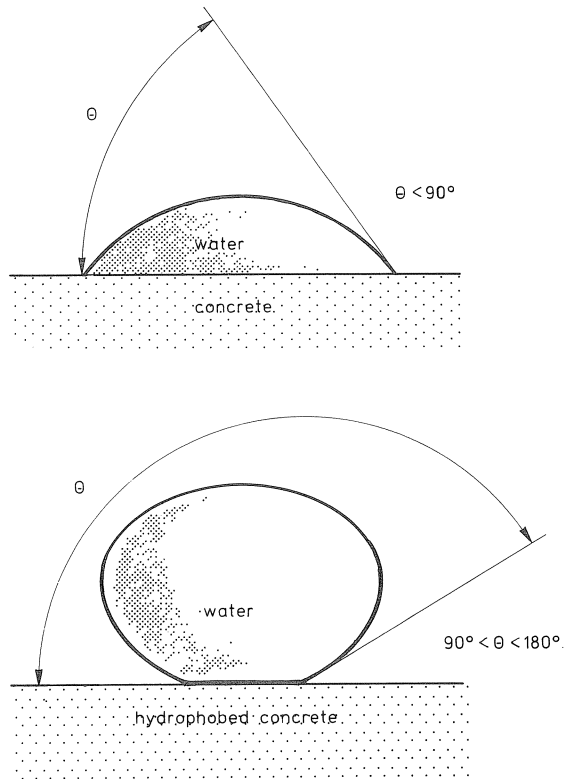 Θ
Θ < 90°
water
concrete.
Θ
water
90° < Θ < 180°.
hydrophobed concrete